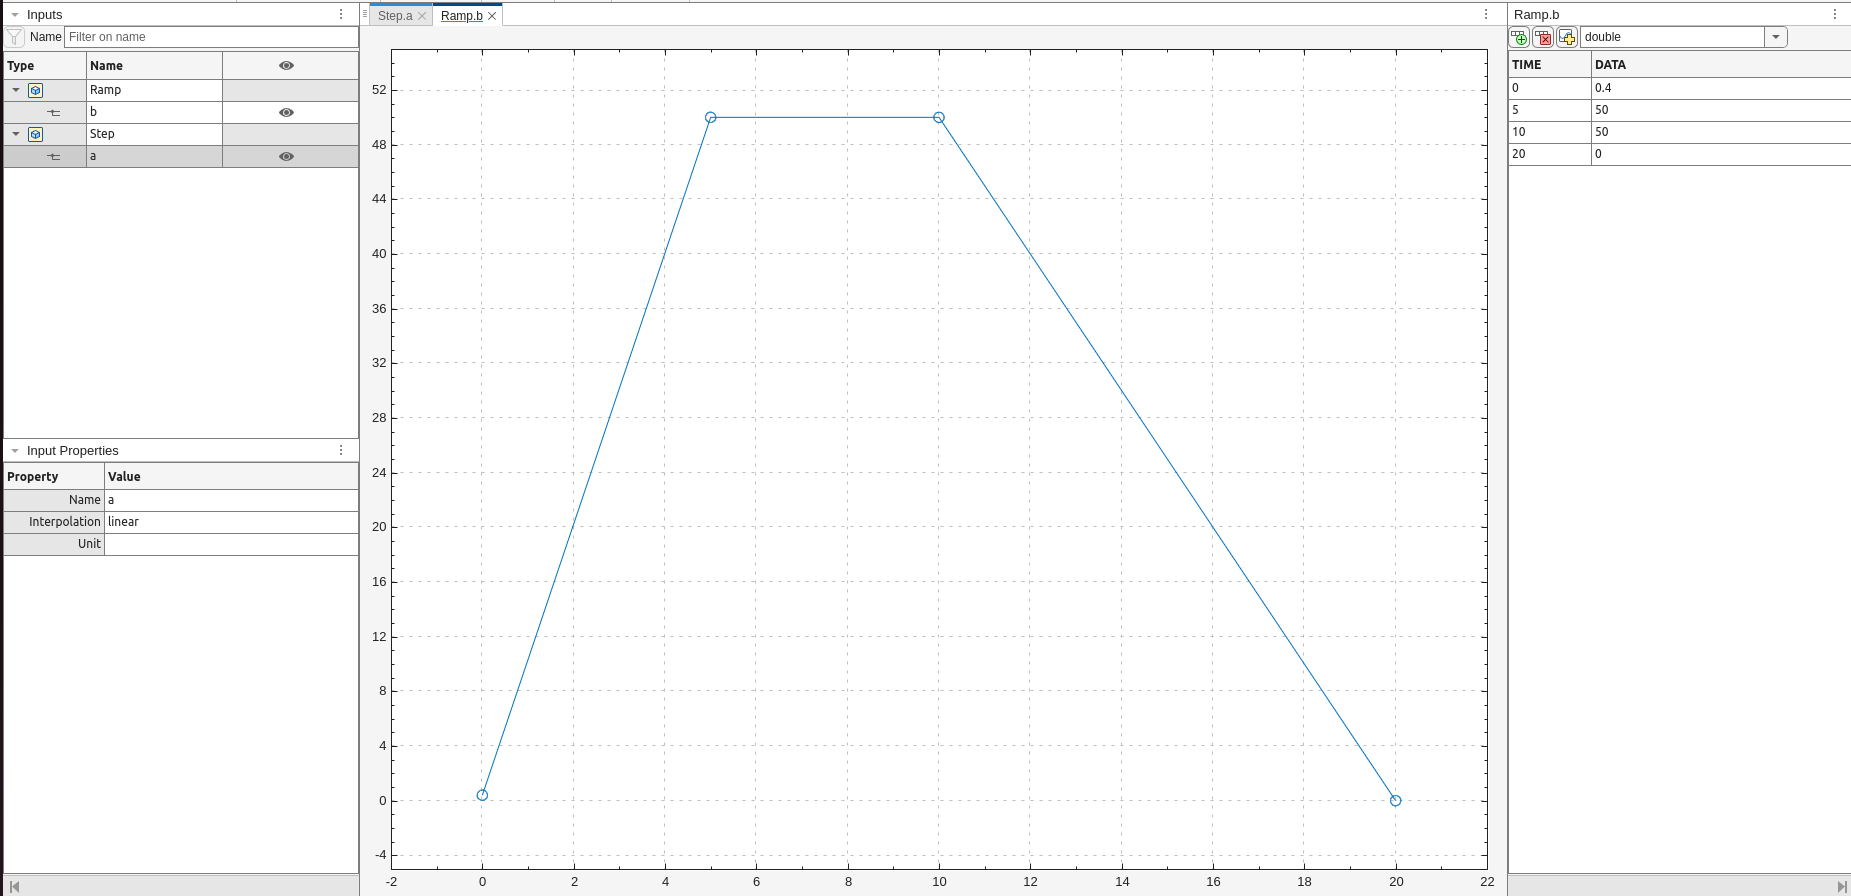 Inputs
Name Filter on name
Type Name
Ramp
b
Step
a
Input Properties
Property Value
Name a
Interpolation linear
Unit
Step.a Ramp.b
52
48
44
40
36
32
28
24
20
16
12
8
4
0
-4
-2 0 2 4 6 8 10 12 14 16 18 20 22
Ramp.b
double
TIME DATA
0 0.4
5 50
10 50
20 0